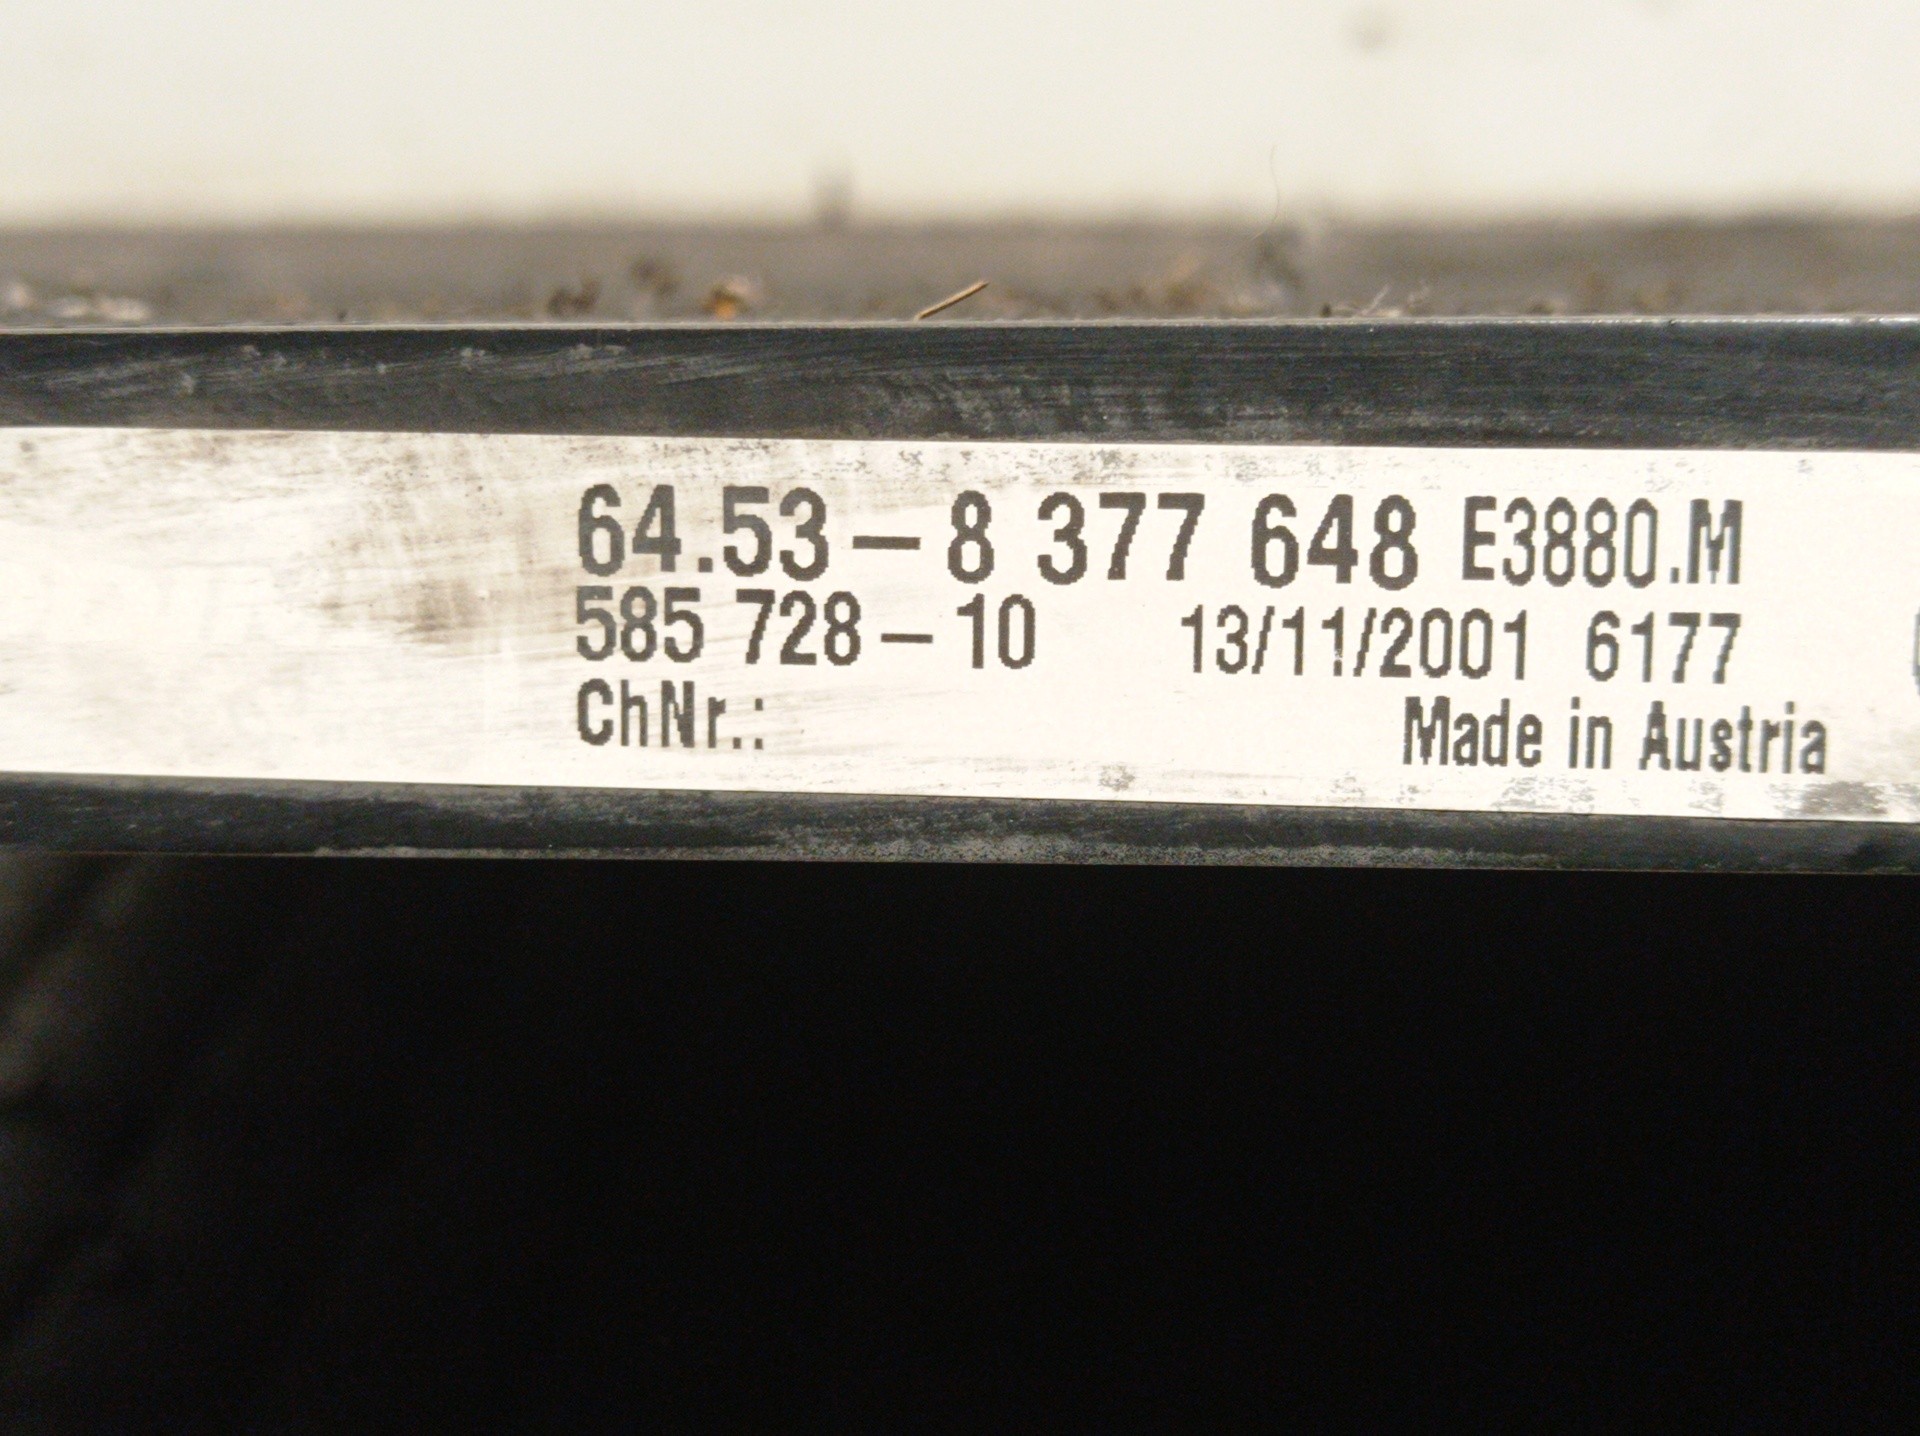 64.53-8 377 648 E3880.M
585 728-10 13/11/2001 6177
ChNr.:
Made in Austria